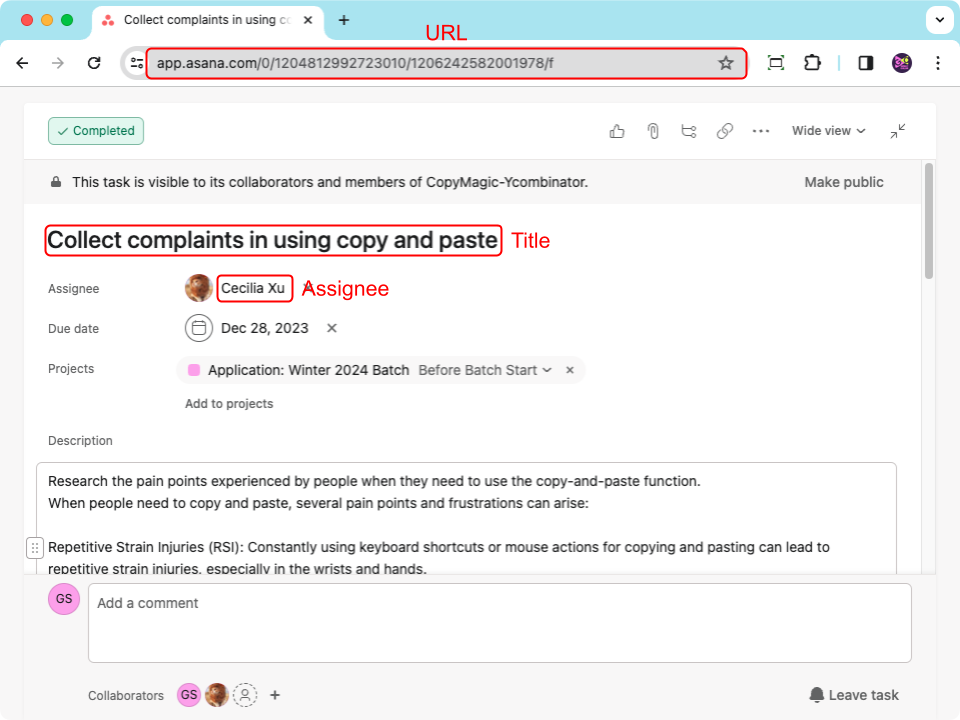 Collect complaints in using co
URL
app.asana.com/0/1204812992723010/1206242582001978/f
Completed
Wide view
This task is visible to its collaborators and members of CopyMagic-Ycombinator.
Make public
Collect complaints in using copy and paste
Title
Assignee
Cecilia Xu
Assignee
Due date
Dec 28, 2023
Projects
Application: Winter 2024 Batch Before Batch Start
Add to projects
Description
Research the pain points experienced by people when they need to use the copy-and-paste function.
When people need to copy and paste, several pain points and frustrations can arise:
Repetitive Strain Injuries (RSI): Constantly using keyboard shortcuts or mouse actions for copying and pasting can lead to
repetitive strain injuries, especially in the wrists and hands.
GS
Add a comment
Collaborators
GS
Leave task